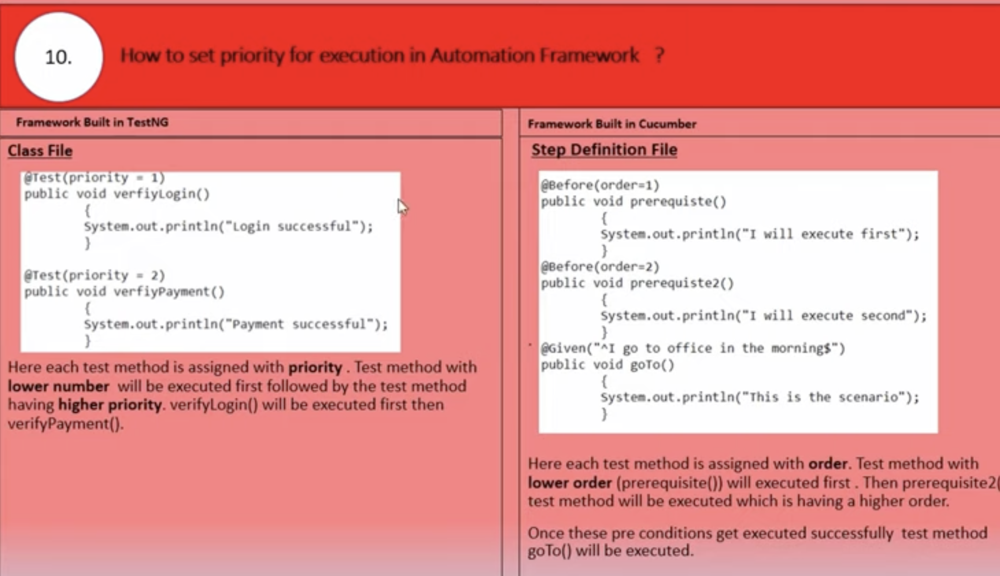 10.
How to set priority for execution in Automation Framework ?
Framework Built in TestNG
Class File
@Test(priority = 1)
public void verfiyLogin()
{
System.out.println("Login successful");
}
@Test(priority = 2)
public void verfiyPayment()
{
System.out.println("Payment successful");
}
Here each test method is assigned with priority . Test method with
lower number will be executed first followed by the test method
having higher priority. verifyLogin() will be executed first then
verifyPayment().
Framework Built in Cucumber
Step Definition File
@Before(order=1)
public void prerequiste()
{
System.out.println("I will execute first");
}
@Before(order=2)
public void prerequiste2()
{
System.out.println("I will execute second");
}
@Given("^I go to office in the morning$")
public void goTo()
{
System.out.println("This is the scenario");
}
Here each test method is assigned with order. Test method with
lower order (prerequisite()) will executed first . Then prerequisite2(
test method will be executed which is having a higher order.
Once these pre conditions get executed successfully test method
goTo() will be executed.